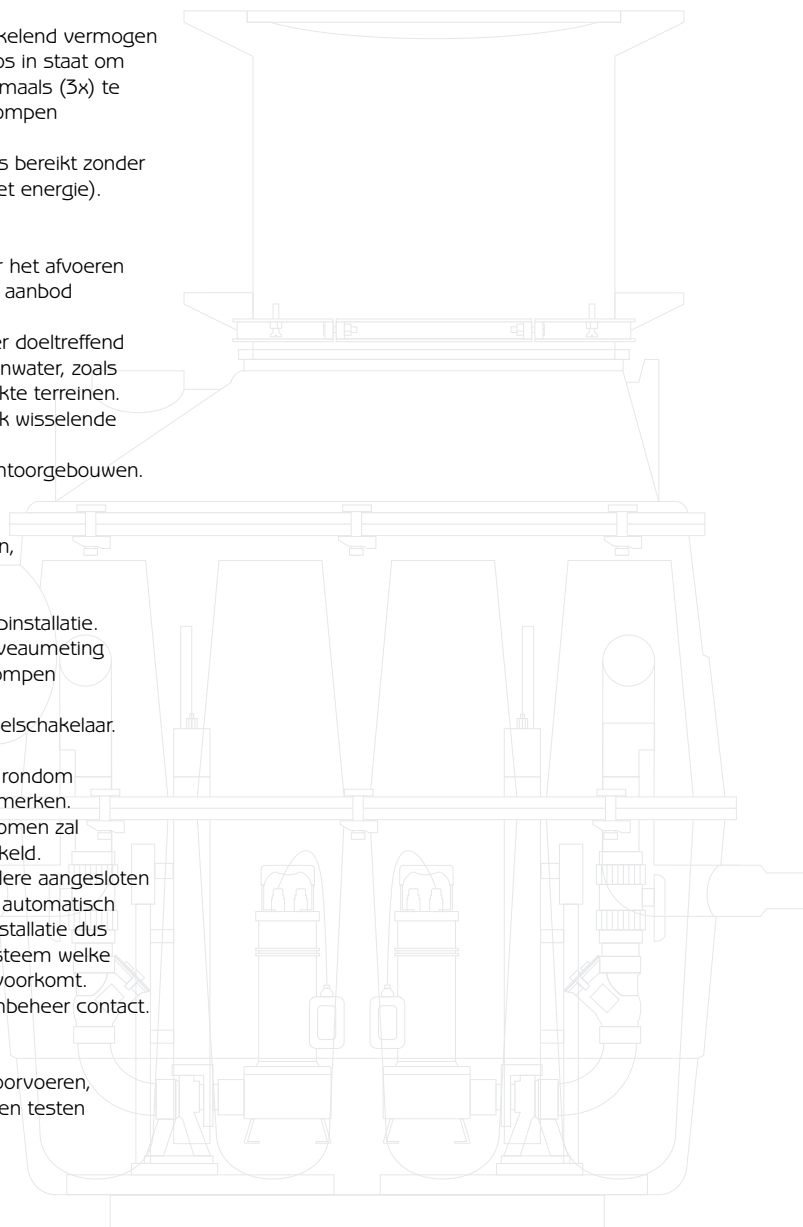 kelend vermogen
os in staat om
maals (3x) te
ompen
s bereikt zonder
et energie).
r het afvoeren
aanbod
er doeltreffend
nwater, zoals
kte terreinen.
k wisselende
ntoorgebouwen.
n,
pinstallatie.
veaumeting
ompen
elschakelaar.
rondom
merken.
omen zal
keld.
dere aangesloten
automatisch
stallatie dus
steem welke
voorkomt.
nbeheer contact.
oorvoeren,
en testen